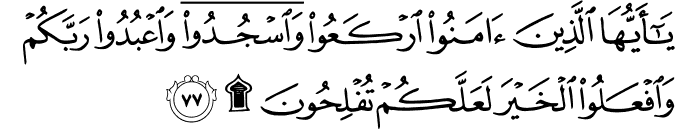 يَـٰٓأَيُّهَا ٱلَّذِينَ ءَامَنُوا۟ ٱرْكَعُوا۟ وَٱسْجُدُوا۟ وَٱعْبُدُوا۟ رَبَّكُمْ
وَٱفْعَلُوا۟ ٱلْخَيْرَ لَعَلَّكُمْ تُفْلِحُونَ ۩ ٧٧